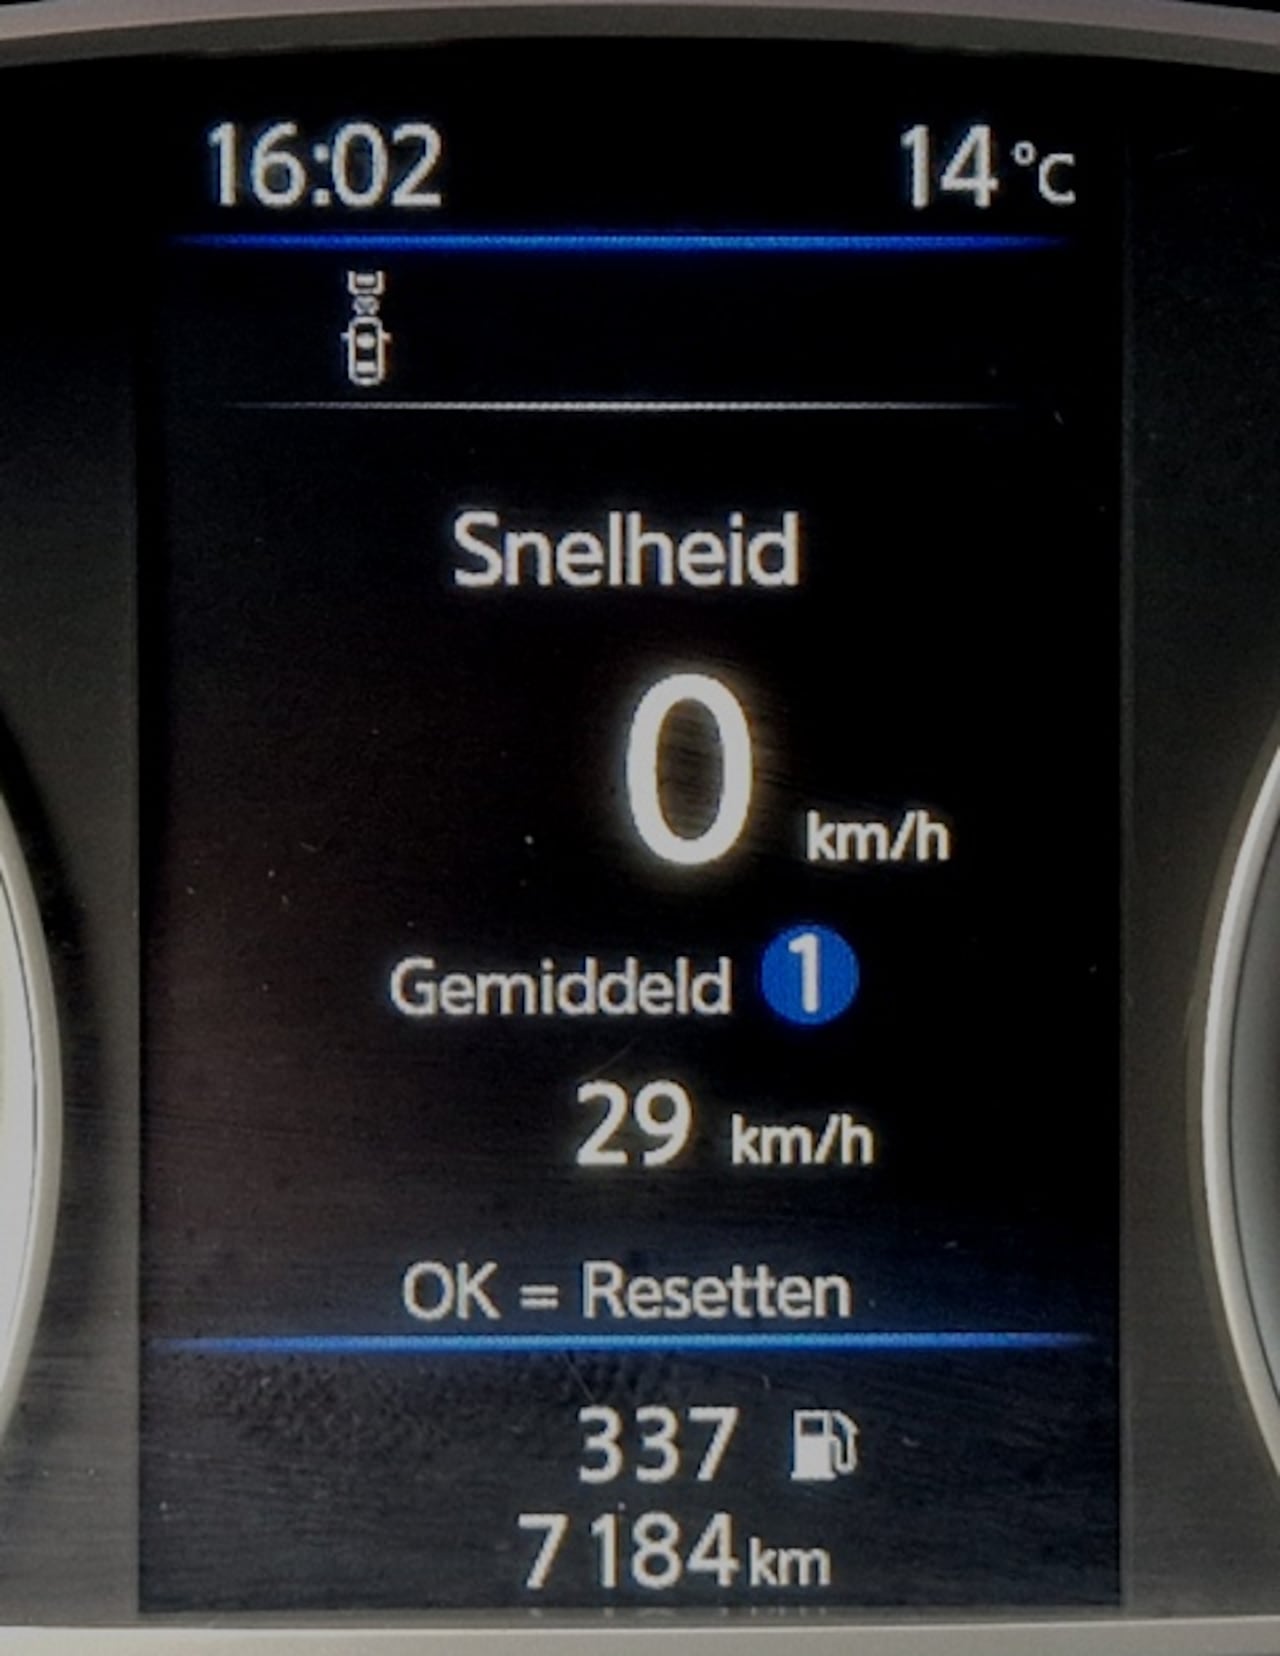 16:02 14 °C
Snelheid
0 km/h
Gemiddeld 1
29 km/h
OK = Resetten
337
7184 km